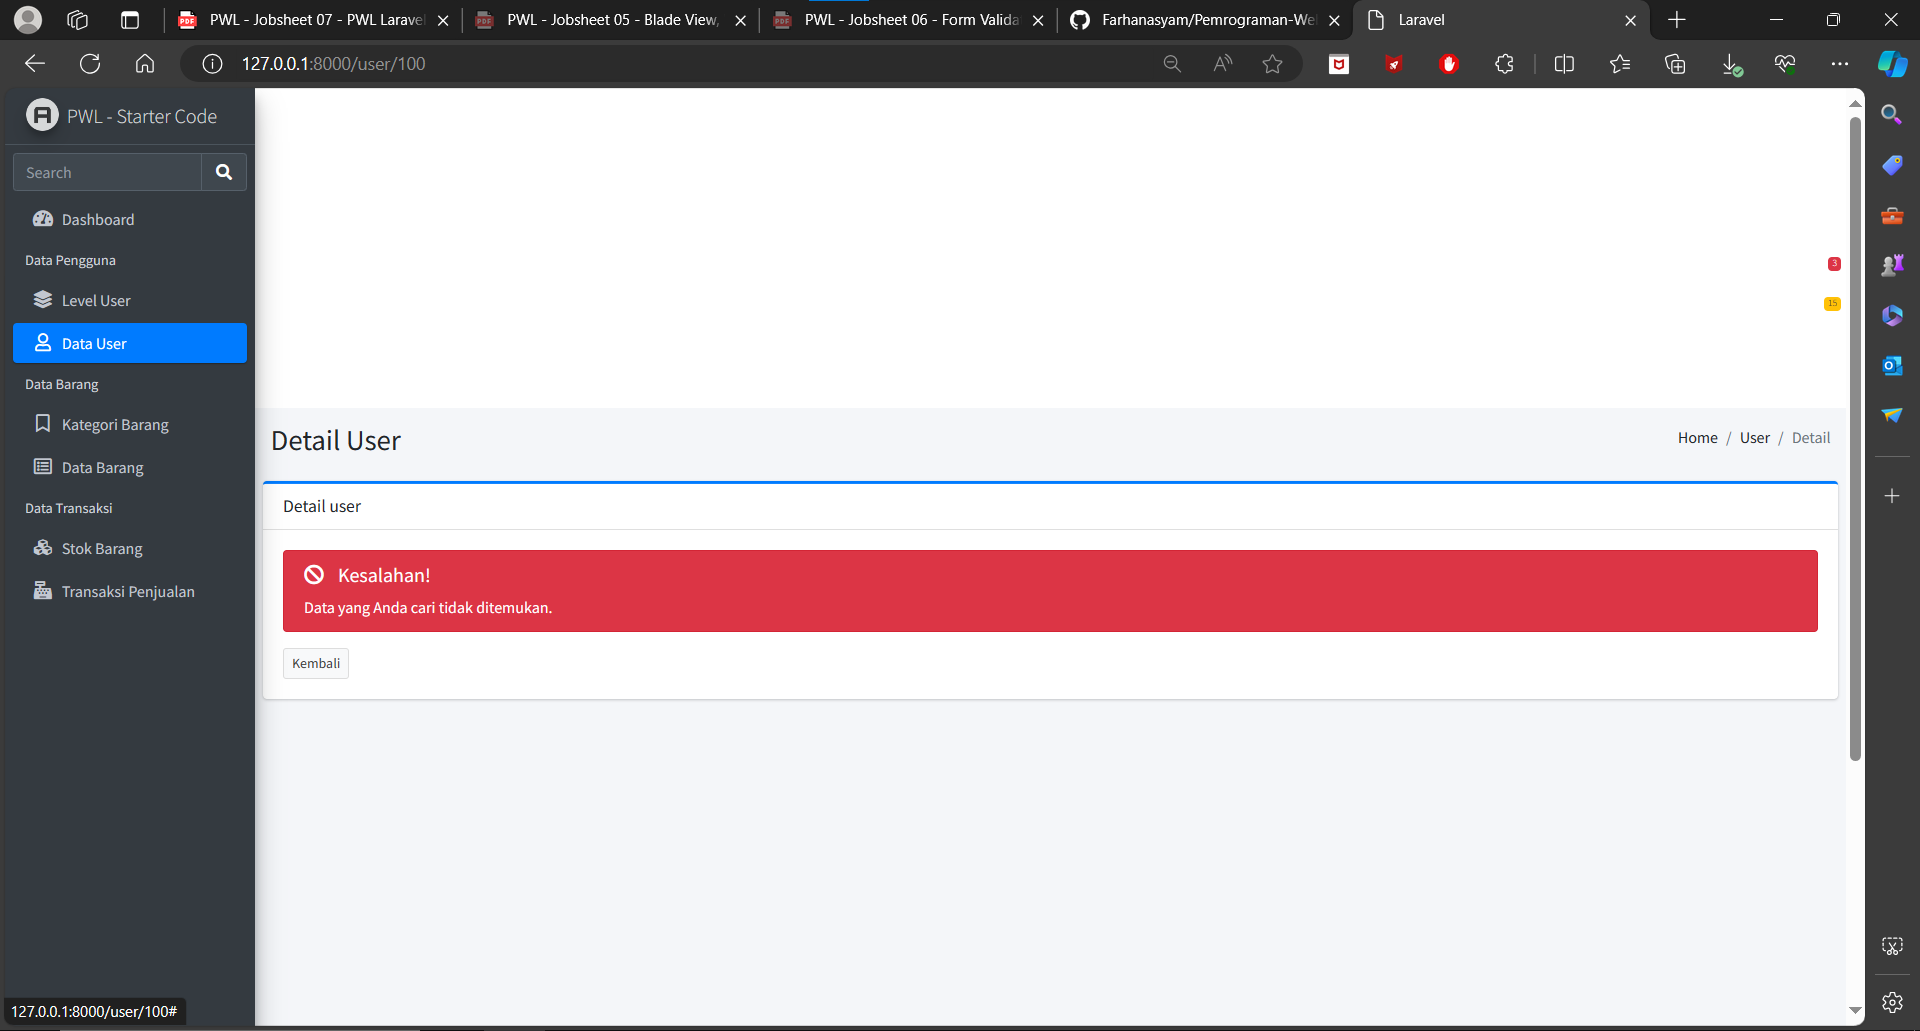 PWL - Jobsheet 07 - PWL Larave
PWL - Jobsheet 05 - Blade View,
PWL - Jobsheet 06 - Form Valida
Farhanasyam/Pemrograman-We
Laravel
127.0.0.1:8000/user/100
PWL - Starter Code
Search
Dashboard
Data Pengguna
Level User
Data User
Data Barang
Kategori Barang
Data Barang
Data Transaksi
Stok Barang
Transaksi Penjualan
3
15
Detail User
Home / User / Detail
Detail user
Kesalahan!
Data yang Anda cari tidak ditemukan.
Kembali
127.0.0.1:8000/user/100#